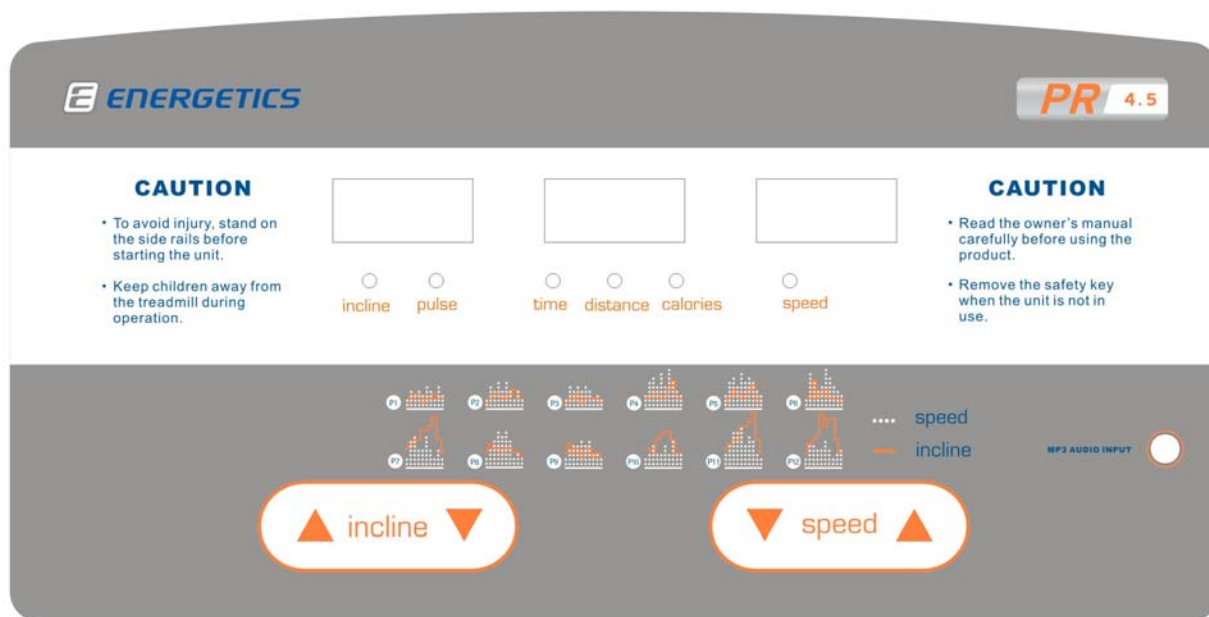 ENERGETICS
PR 4.5
CAUTION
• To avoid injury, stand on
the side rails before
starting the unit.
• Keep children away from
the treadmill during
operation.
incline pulse
time distance calories
speed
CAUTION
• Read the owner's manual
carefully before using the
product.
• Remove the safety key
when the unit is not in
use.
P1 P2 P3 P4 P5 P6
P7 P8 P9 P10 P11 P12
speed
incline
MP3 AUDIO INPUT
incline
speed